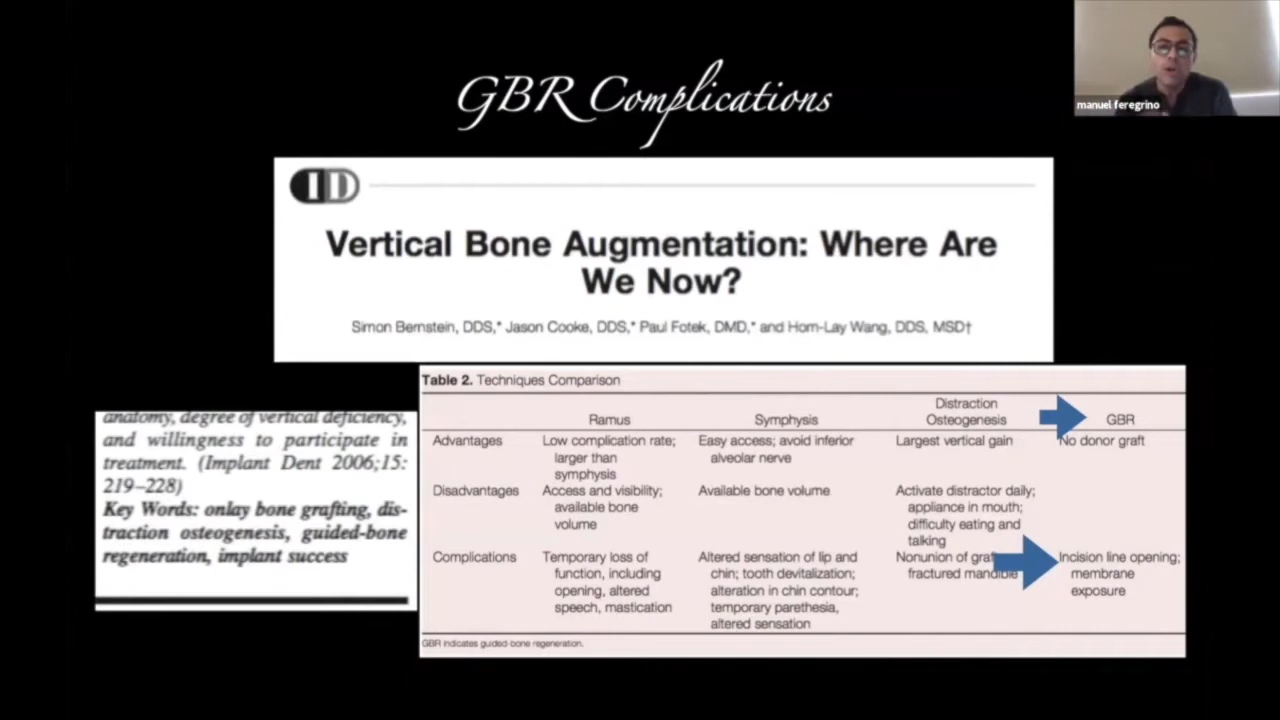 GBR Complications
manuel feregrino
ID
Vertical Bone Augmentation: Where Are
We Now?
Simon Bernstein, DDS,* Jason Cooke, DDS,* Paul Fotek, DMD,* and Hom-Lay Wang, DDS, MSD†
anatomy, degree of vertical deficiency,
and willingness to participate in
treatment. (Implant Dent 2006;15:
219–228)
Key Words: onlay bone grafting, dis-
traction osteogenesis, guided-bone
regeneration, implant success
Table 2. Techniques Comparison
Ramus Symphysis Distraction Osteogenesis GBR
Advantages
Low complication rate;
larger than
symphysis
Easy access; avoid inferior
alveolar nerve
Largest vertical gain
No donor graft
Disadvantages
Access and visibility;
available bone
volume
Available bone volume
Activate distractor daily;
appliance in mouth;
difficulty eating and
talking
Complications
Temporary loss of
function, including
opening, altered
speech, mastication
Altered sensation of lip and
chin; tooth devitalization;
alteration in chin contour;
temporary parethesia,
altered sensation
Nonunion of
fractured mandible
Incision line opening;
membrane
exposure
GBR indicates guided-bone regeneration.